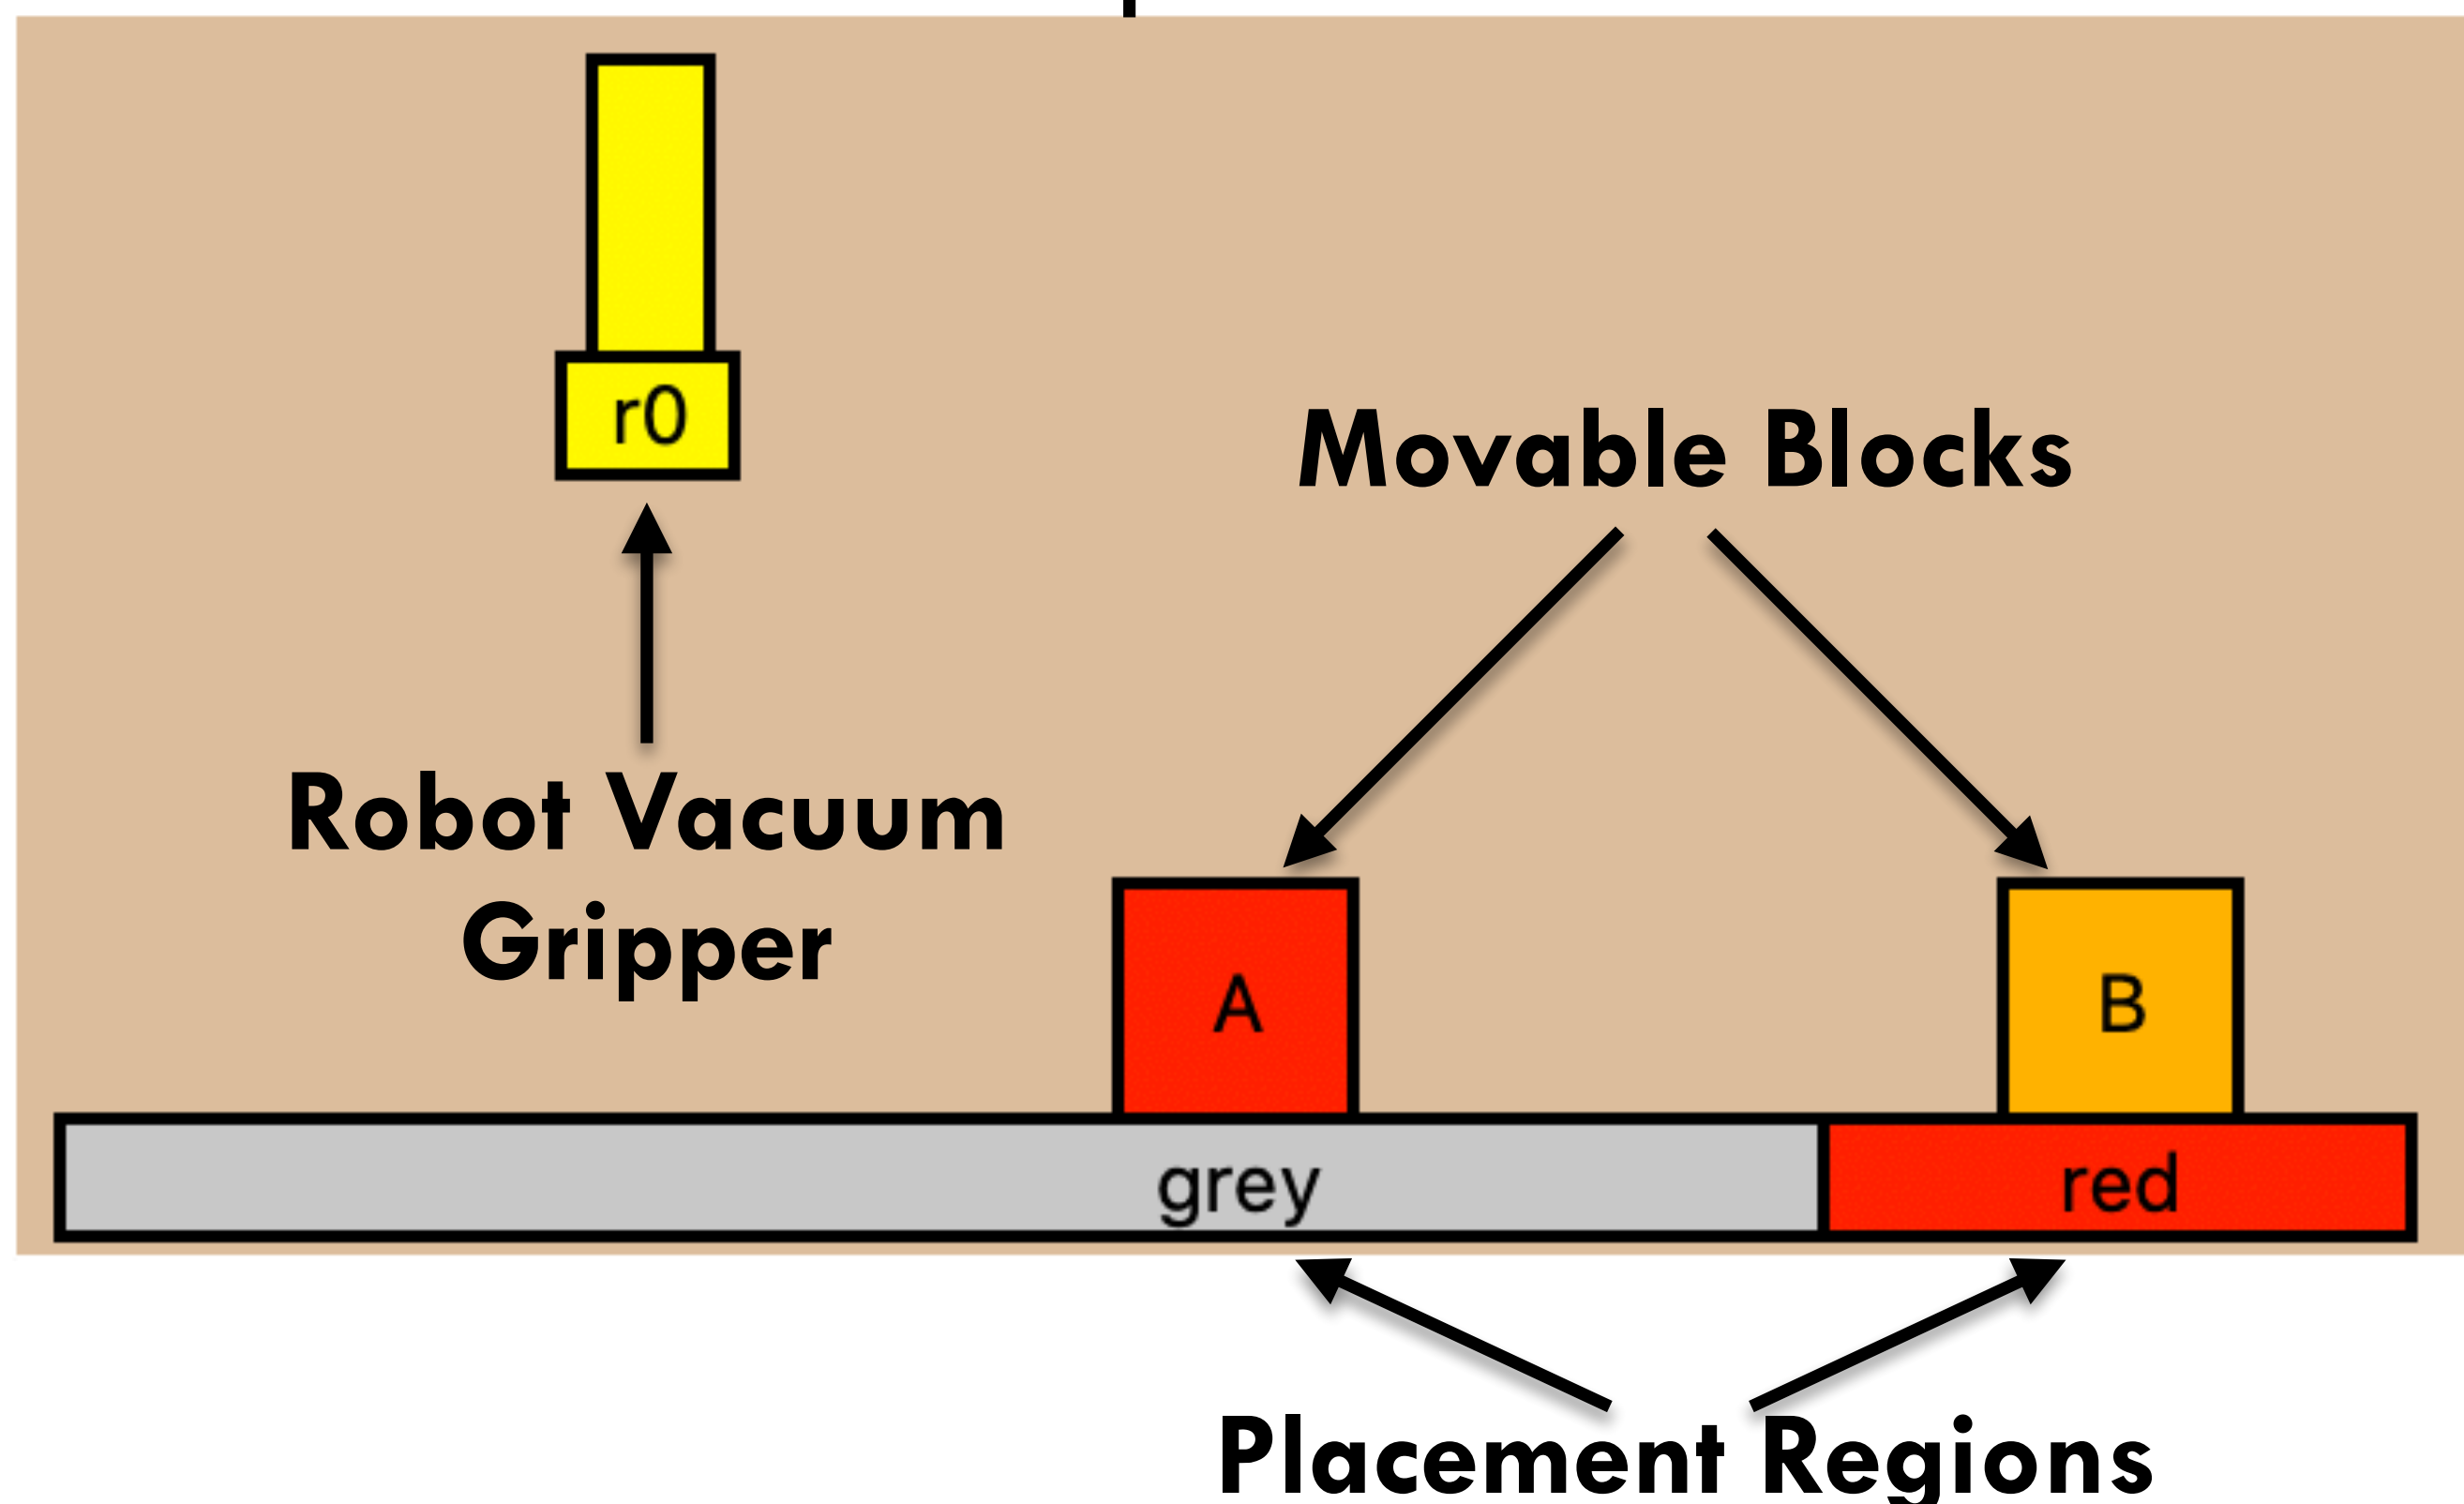 r0
Movable Blocks
Robot Vacuum
Gripper
A
B
grey
red
Placement Regions